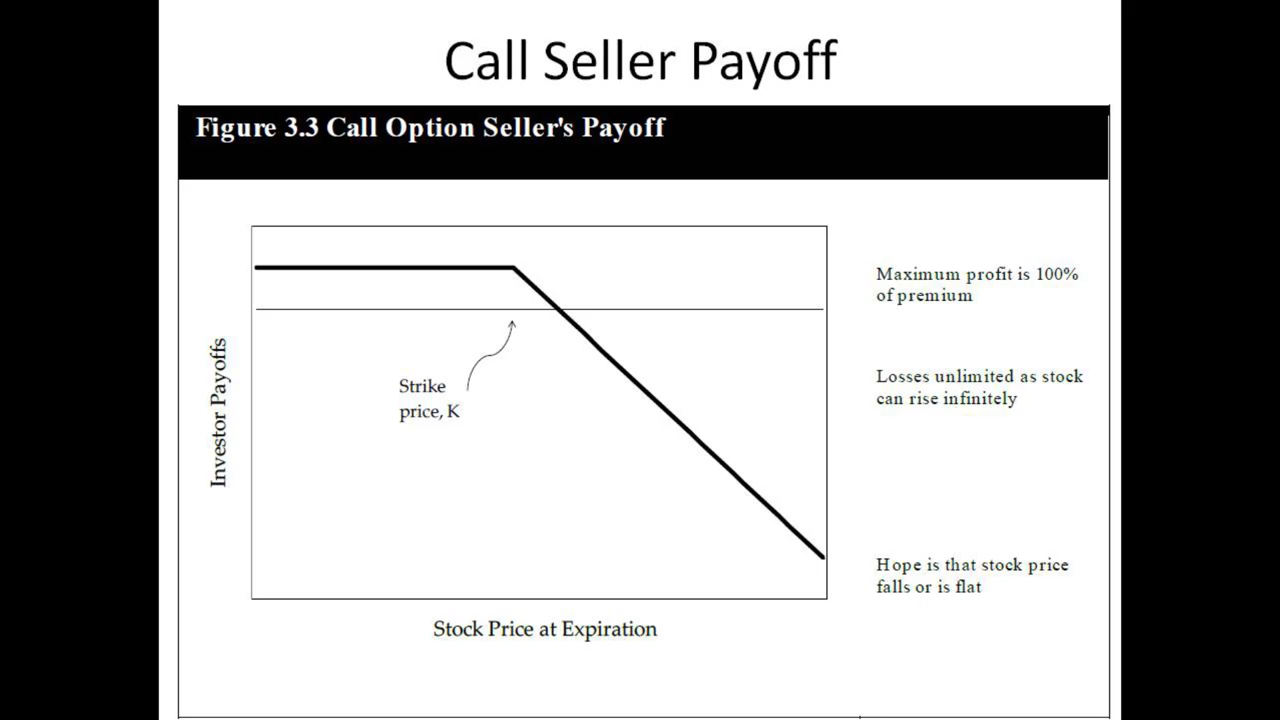 Call Seller Payoff
Figure 3.3 Call Option Seller's Payoff
Maximum profit is 100%
of premium
Investor Payoffs
Strike
price, K
Losses unlimited as stock
can rise infinitely
Hope is that stock price
falls or is flat
Stock Price at Expiration